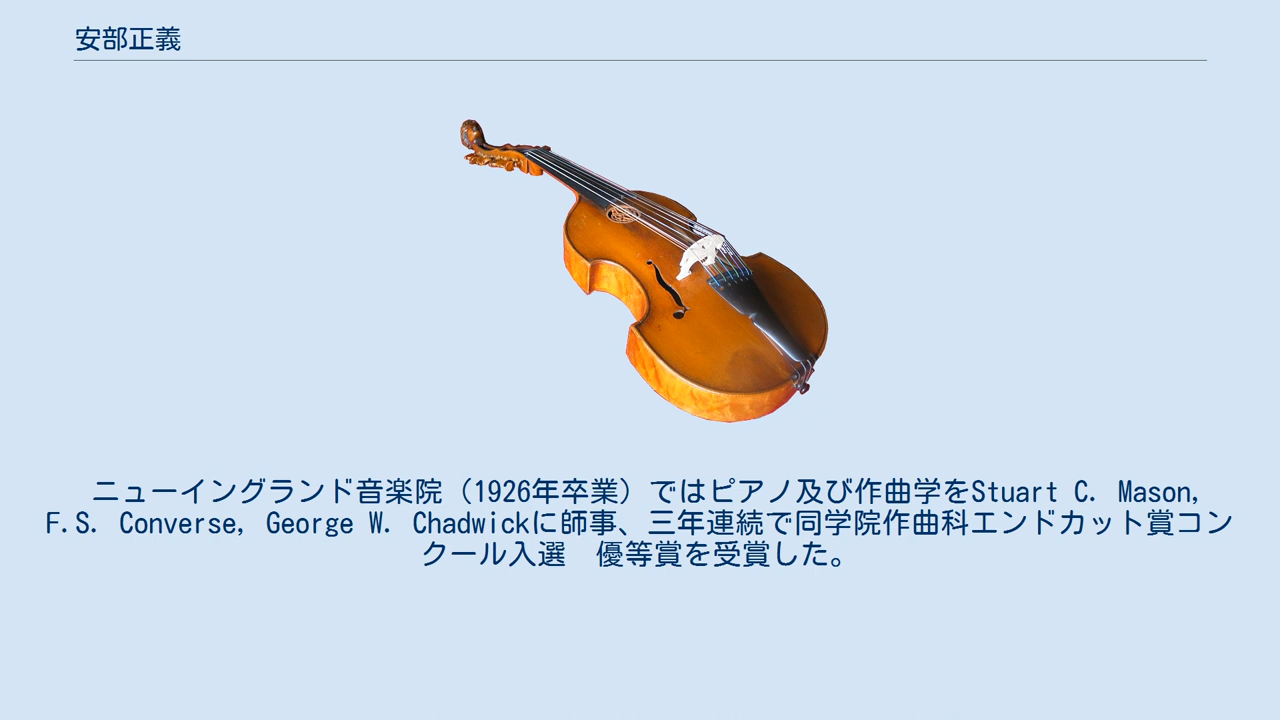 安部正義
ニューイングランド音楽院（1926年卒業）ではピアノ及び作曲学をStuart C. Mason,
F.S. Converse, George W. Chadwickに師事、三年連続で同学院作曲科エンドカット賞コン
クール入選　優等賞を受賞した。